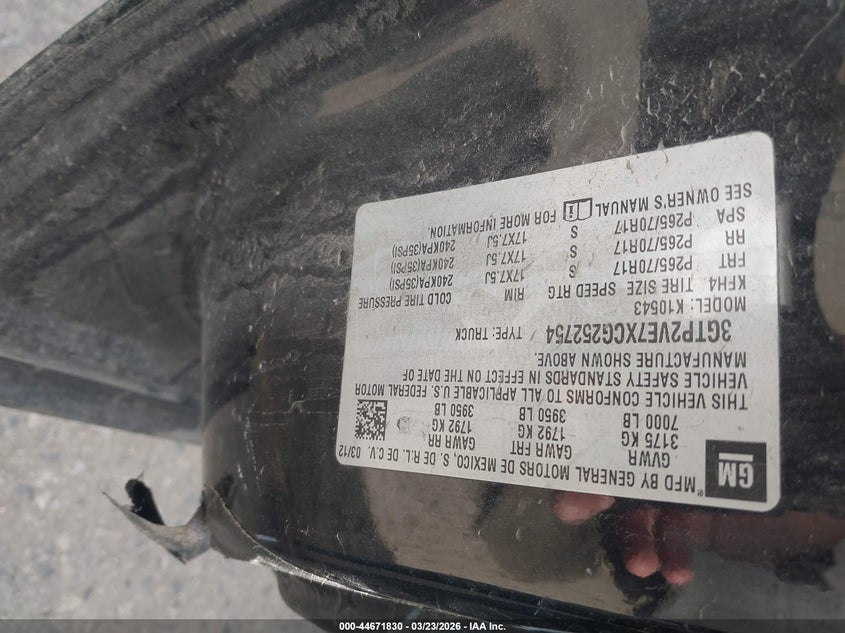 GM
*MFD BY GENERAL MOTORS DE MEXICO, S. DE R.L. DE C.V. 03/12
GVWR GAWR FRT GAWR RR
3175 KG 1792 KG 1792 KG
7000 LB 3950 LB 3950 LB
THIS VEHICLE CONFORMS TO ALL APPLICABLE U.S. FEDERAL MOTOR
VEHICLE SAFETY STANDARDS IN EFFECT ON THE DATE OF
MANUFACTURE SHOWN ABOVE.
3GTP2VE7XCG252754 TYPE: TRUCK
MODEL: K10543
KFH4 TIRE SIZE SPEED RTG RIM COLD TIRE PRESSURE
FRT P265/70R17 S 17X7.5J 240KPA(35PSI)
RR P265/70R17 S 17X7.5J 240KPA(35PSI)
SPA P265/70R17 S 17X7.5J 240KPA(35PSI)
SEE OWNER'S MANUAL FOR MORE INFORMATION.
000-44671830 - 03/23/2026 - IAA Inc.